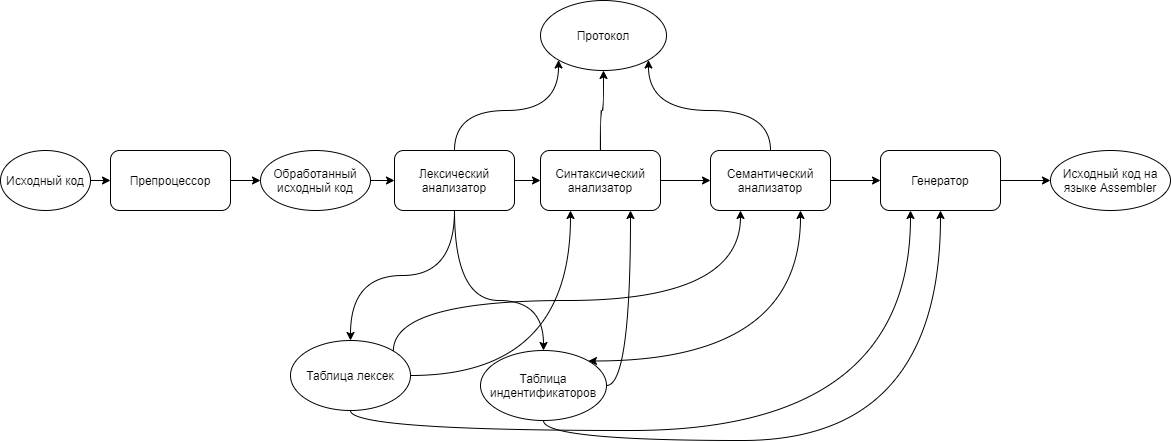 Протокол
Исходный код
Препроцессор
Обработанный
исходный код
Лексический
анализатор
Синтаксический
анализатор
Семантический
анализатор
Генератор
Исходный код на
языке Assembler
Таблица лексек
Таблица
индентификаторов